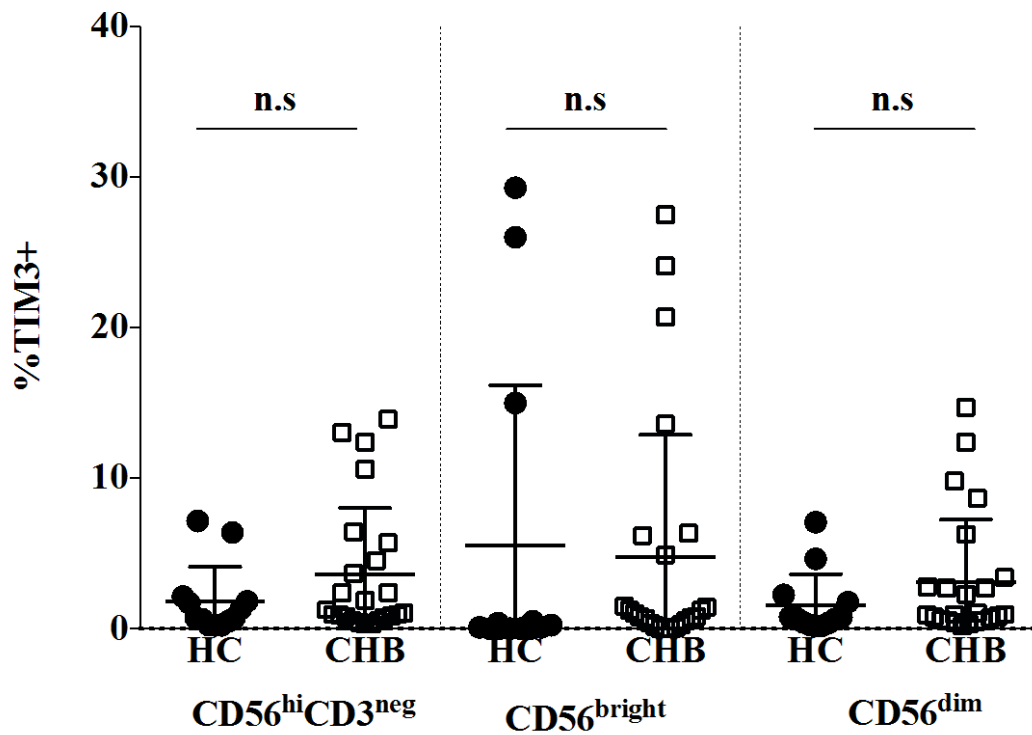 40
n.s n.s n.s
30
%TIM3+
20
10
0
HC CHB HC CHB HC CHB
CD56hiCD3neg CD56bright CD56dim